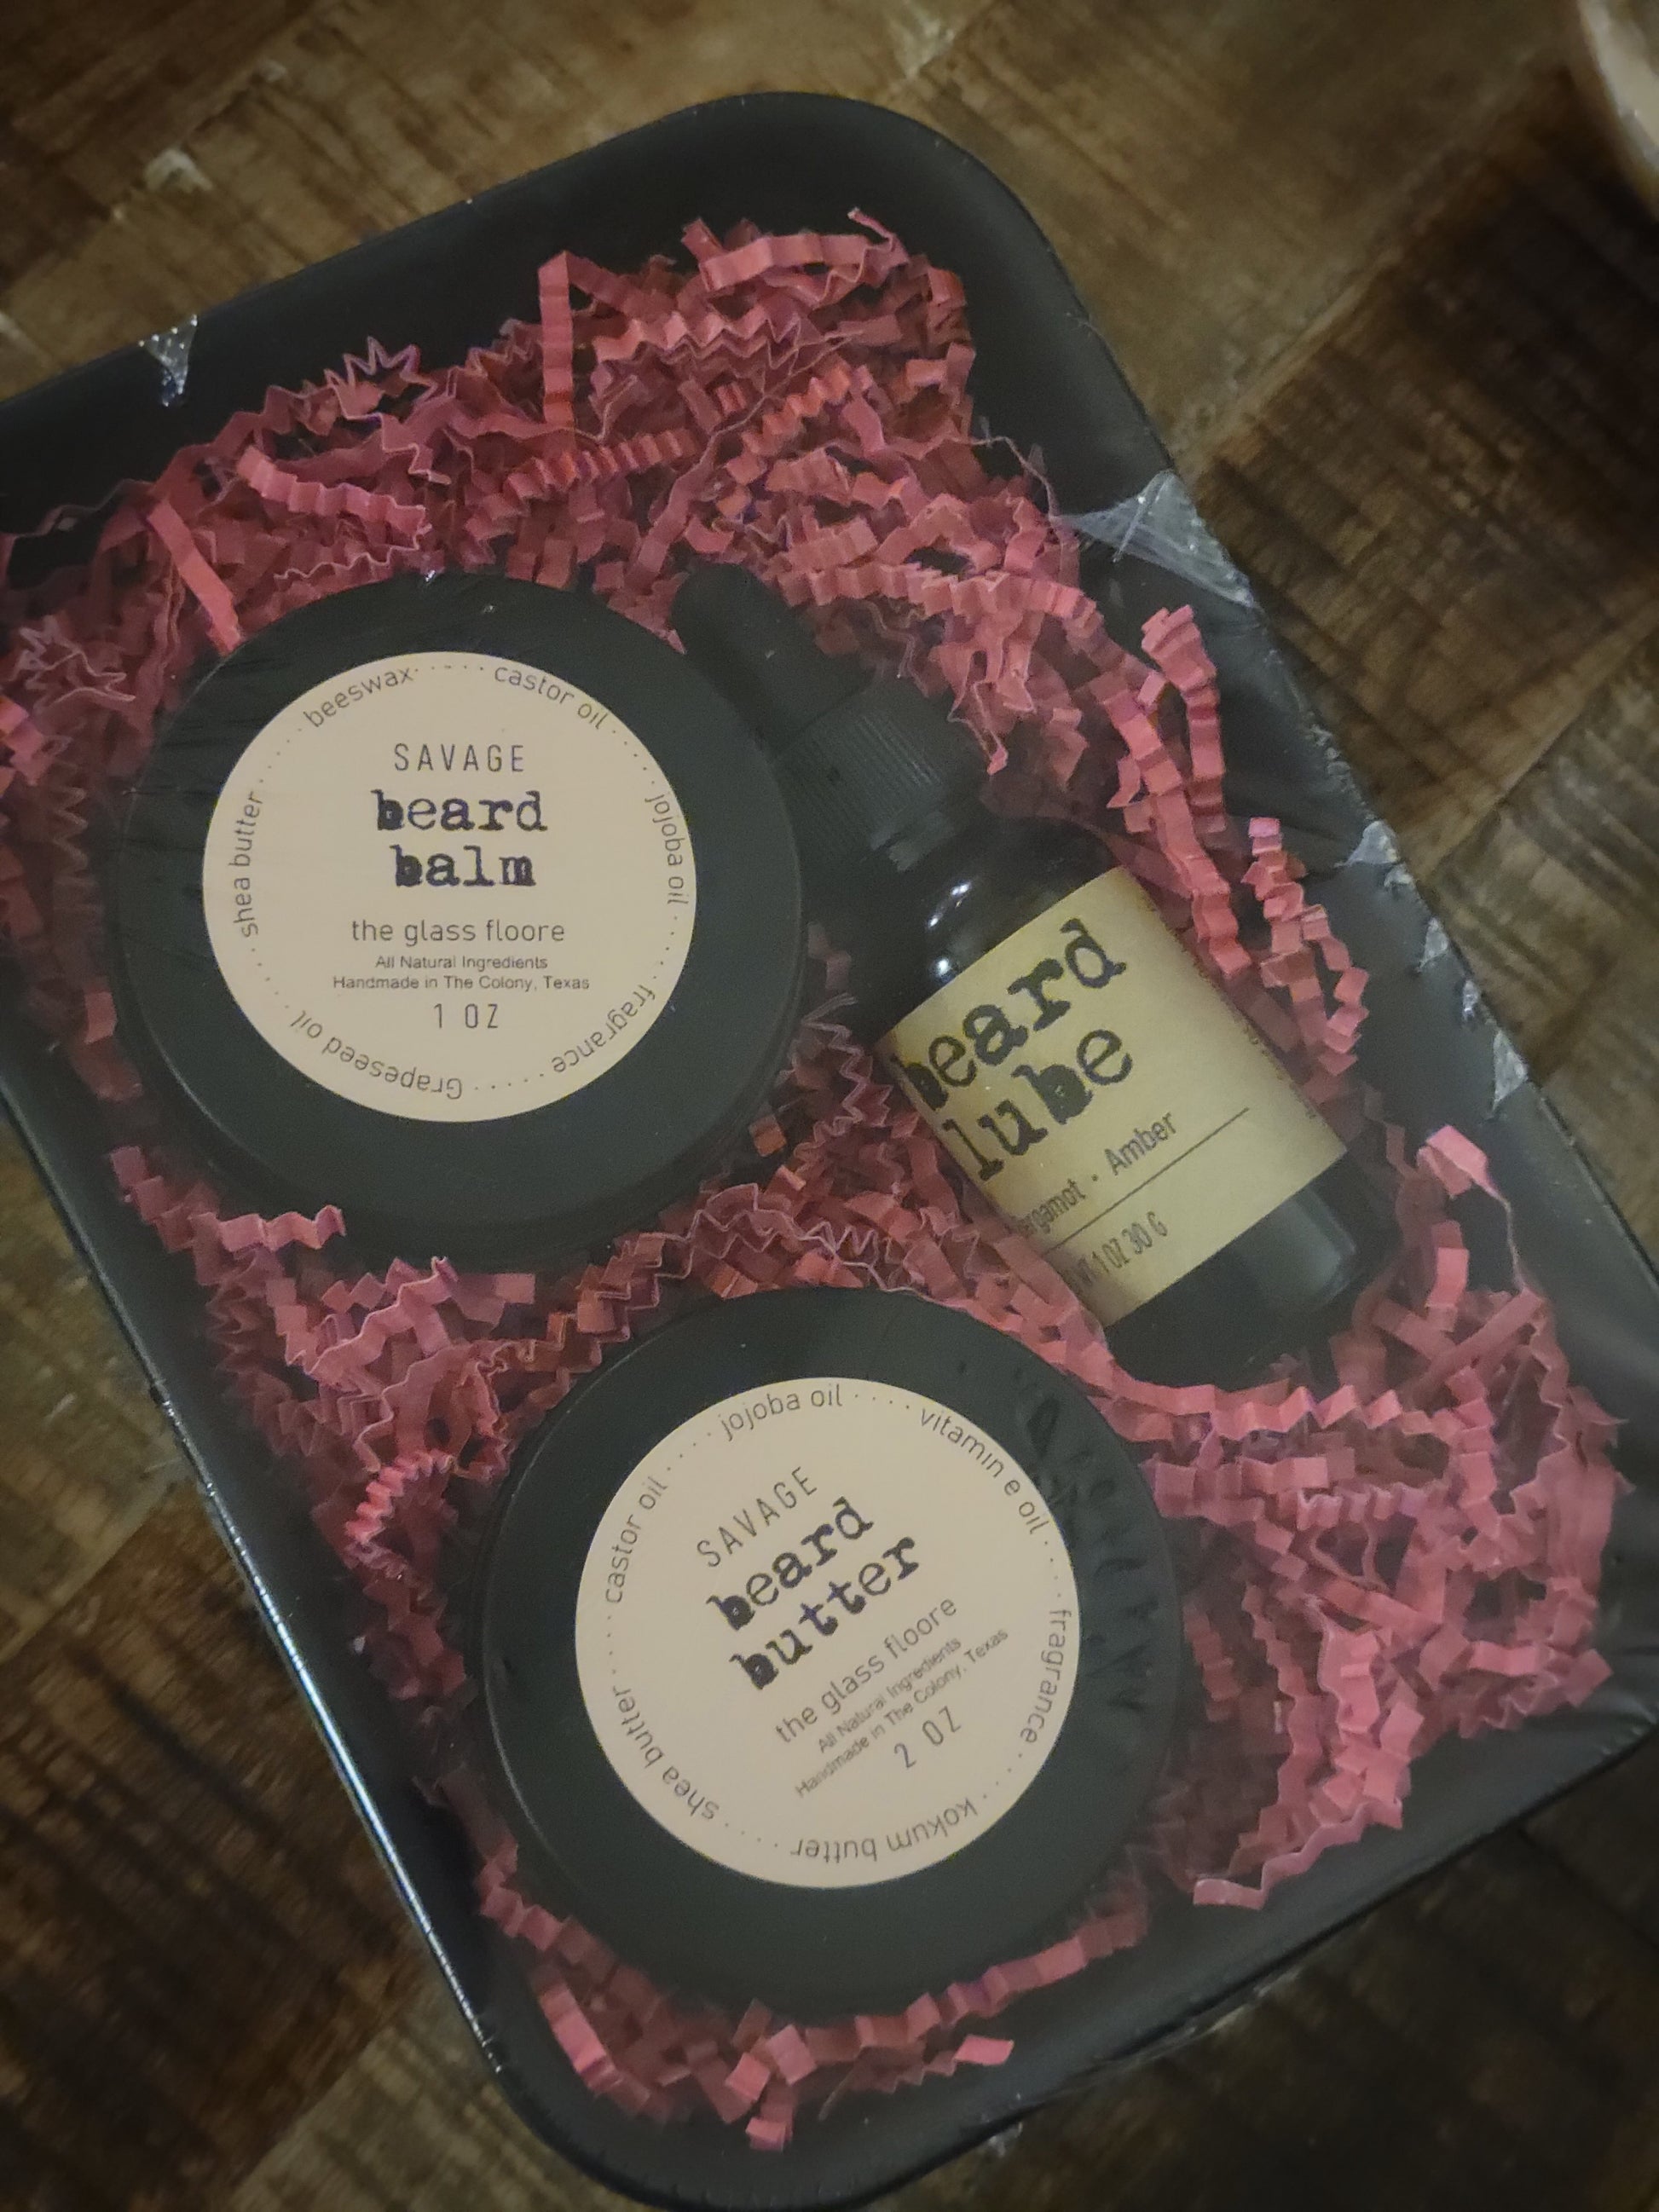 beeswax
castor oil
jojoba oil
fragrance
Grapeseed oil
shea butter
SAVAGE
beard
balm
the glass floore
All Natural Ingredients
Handmade in The Colony, Texas
1 OZ
beard
lube
Amber
1 OZ 30 G
jojoba oil
vitamin e oil
fragrance
kokum butter
shea butter
castor oil
SAVAGE
beard
butter
the glass floore
All Natural Ingredients
Handmade in The Colony, Texas
2 OZ